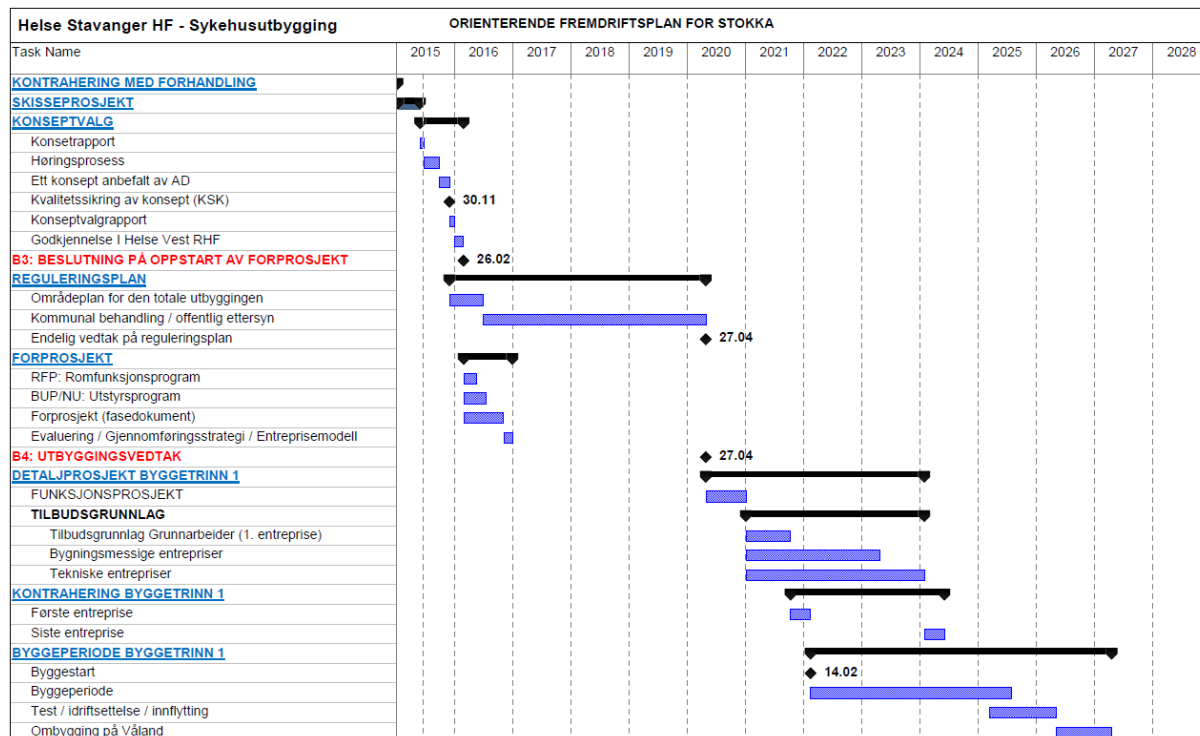 Helse Stavanger HF - Sykehusutbygging
ORIENTERENDE FREMDRIFTSPLAN FOR STOKKA
Task Name 2015 2016 2017 2018 2019 2020 2021 2022 2023 2024 2025 2026 2027 2028
KONTRAHERING MED FORHANDLING
SKISSEPROSJEKT
KONSEPTVALG
Konsetrapport
Høringsprosess
Ett konsept anbefalt av AD
Kvalitetssikring av konsept (KSK) 30.11
Konseptvalgrapport
Godkjennelse I Helse Vest RHF
B3: BESLUTNING PÅ OPPSTART AV FORPROSJEKT 26.02
REGULERINGSPLAN
Områdeplan for den totale utbyggingen
Kommunal behandling / offentlig ettersyn
Endelig vedtak på reguleringsplan 27.04
FORPROSJEKT
RFP: Romfunksjonsprogram
BUP/NU: Utstyrsprogram
Forprosjekt (fasedokument)
Evaluering / Gjennomføringsstrategi / Entreprisemodell
B4: UTBYGGINGSVEDTAK 27.04
DETALJPROSJEKT BYGGETRINN 1
FUNKSJONSPROSJEKT
TILBUDSGRUNNLAG
Tilbudsgrunnlag Grunnarbeider (1. entreprise)
Bygningsmessige entrepriser
Tekniske entrepriser
KONTRAHERING BYGGETRINN 1
Første entreprise
Siste entreprise
BYGGEPERIODE BYGGETRINN 1
Byggestart 14.02
Byggeperiode
Test / idriftsettelse / innflytting
Ombygging på Våland